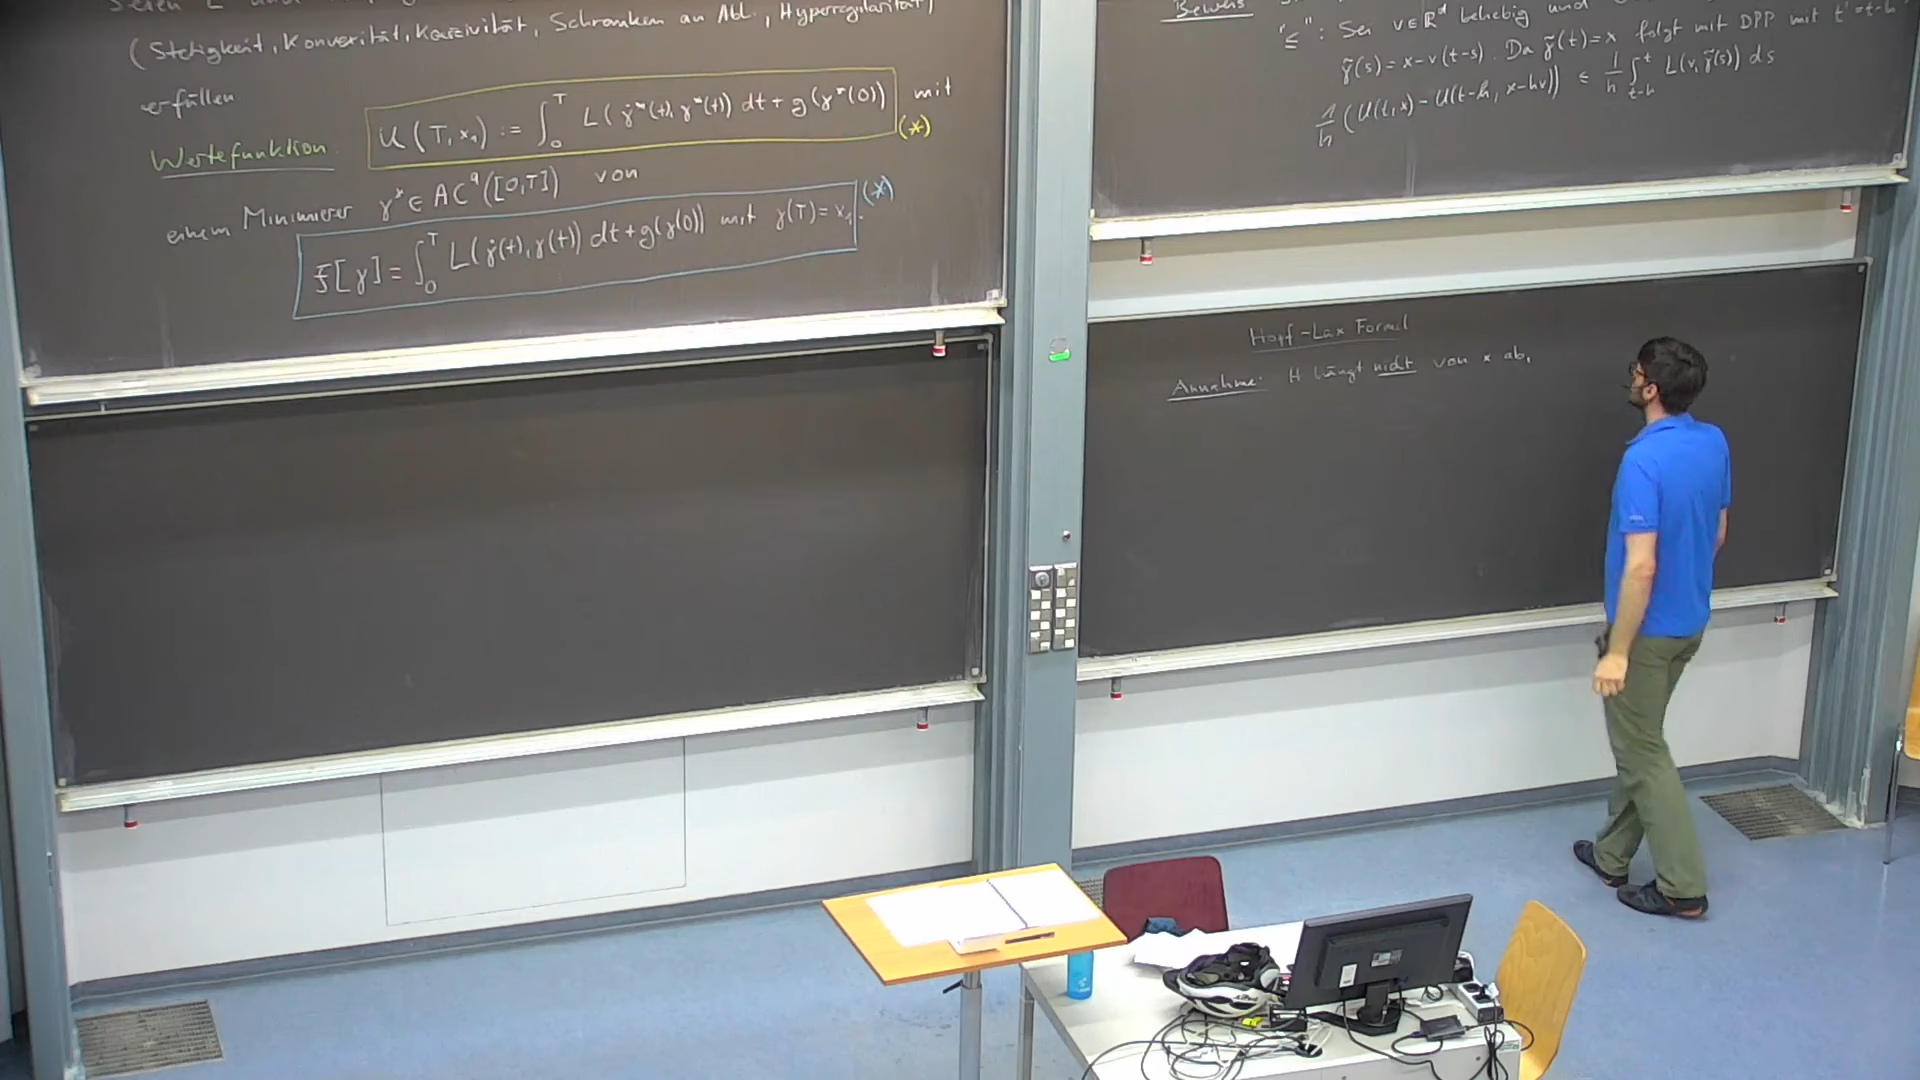 (Stetigkeit, Konvexität, Koerzivität, Schranken an Abl., Hyperregularität)
erfüllen
Wertefunktion. U(T, x₁) := ∫₀ᵀ L(γ̇*(t), γ*(t)) dt + g(γ*(0)) mit
(*)
einem Minimierer γ* ∈ AC^q([0,T]) von
F[γ] = ∫₀ᵀ L(γ̇(t), γ(t)) dt + g(γ(0)) mit γ(T) = x₁.
(*)
Beweis
"≤": Sei v ∈ ℝᵈ beliebig und
γ̃(s) = x - v(t-s). Da γ̃(t) = x folgt mit DPP mit t' = t-h
1/h (U(t,x) - U(t-h, x-hv)) ≤ 1/h ∫_{t-h}^t L(v, γ̃(s)) ds
Hopf-Lax Formel
Annahme: H hängt nicht von x ab,